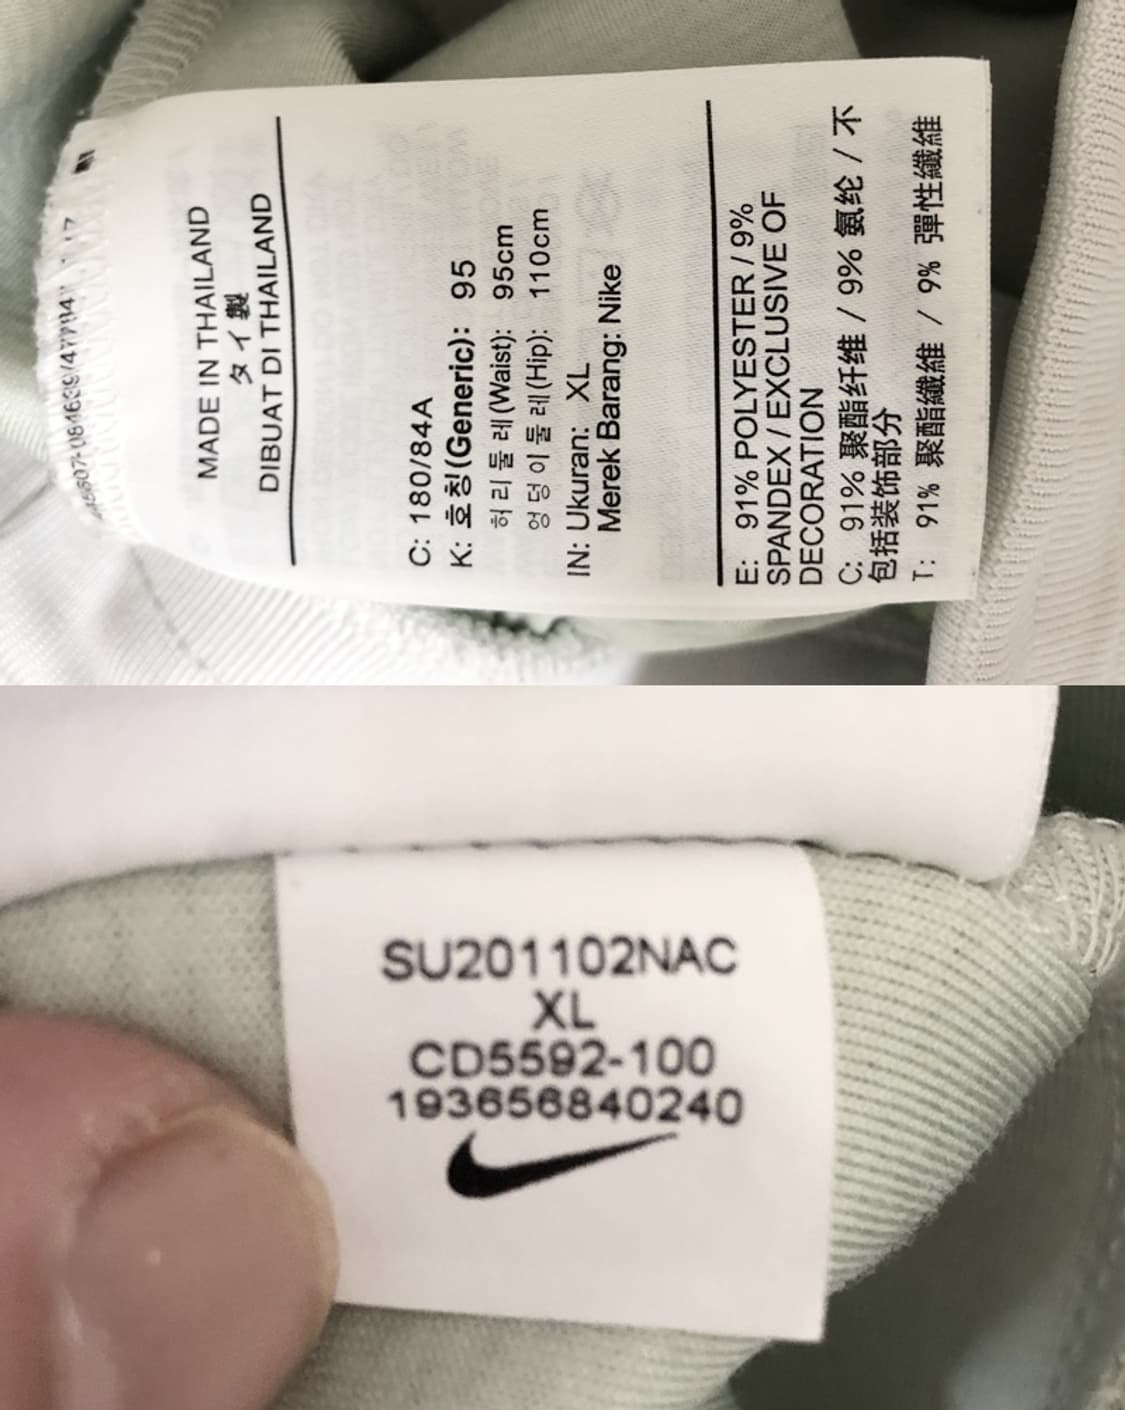 MADE IN THAILAND
タイ製
DIBUAT DI THAILAND
C: 180/84A
K: 호칭(Generic): 95
허리둘레(Waist): 95cm
엉덩이둘레(Hip): 110cm
IN: Ukuran: XL
Merek Barang: Nike
E: 91% POLYESTER / 9%
SPANDEX / EXCLUSIVE OF
DECORATION
C: 91% 聚酯纤维 / 9% 氨纶 / 不
包括装饰部分
T: 91% 聚酯纖維 / 9% 彈性纖維
SU201102NAC
XL
CD5592-100
193656840240